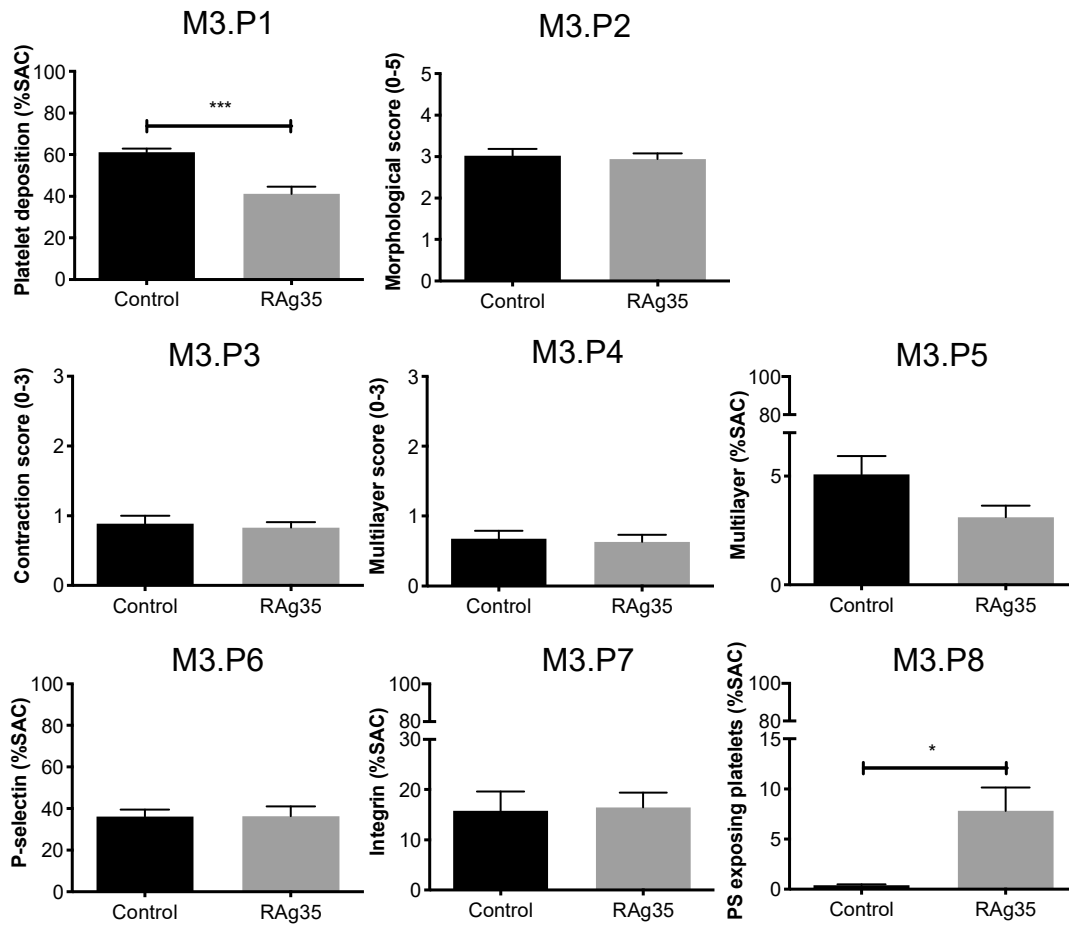 M3.P1
Platelet deposition (%SAC)
100
80
60
40
20
0
***
Control
RAg35
M3.P2
Morphological score (0-5)
5
4
3
2
1
0
Control
RAg35
M3.P3
Contraction score (0-3)
3
2
1
0
Control
RAg35
M3.P4
Multilayer score (0-3)
3
2
1
0
Control
RAg35
M3.P5
Multilayer (%SAC)
100
80
5
0
Control
RAg35
M3.P6
P-selectin (%SAC)
100
80
60
40
20
0
Control
RAg35
M3.P7
Integrin (%SAC)
100
80
30
20
10
0
Control
RAg35
M3.P8
PS exposing platelets (%SAC)
100
80
15
10
5
0
*
Control
RAg35